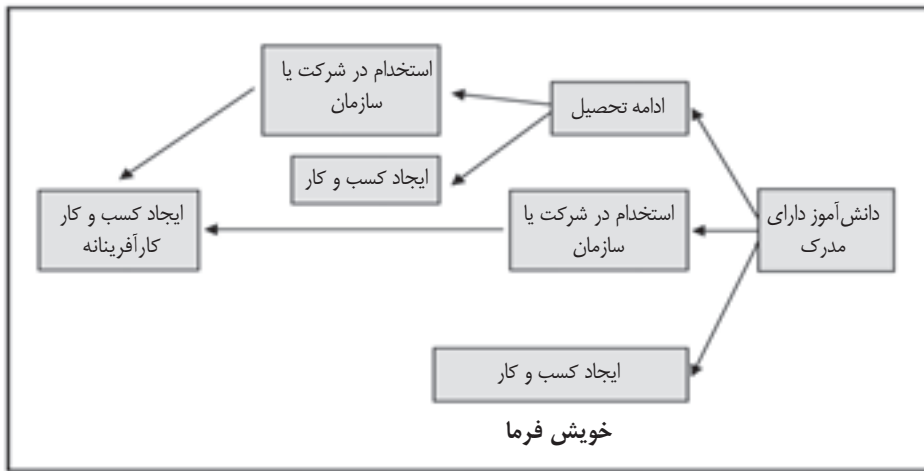 دانش‌آموز دارای
مدرک
ادامه تحصیل
استخدام در شرکت یا
سازمان
ایجاد کسب و کار
استخدام در شرکت یا
سازمان
ایجاد کسب و کار
کارآفرینانه
ایجاد کسب و کار
خویش فرما